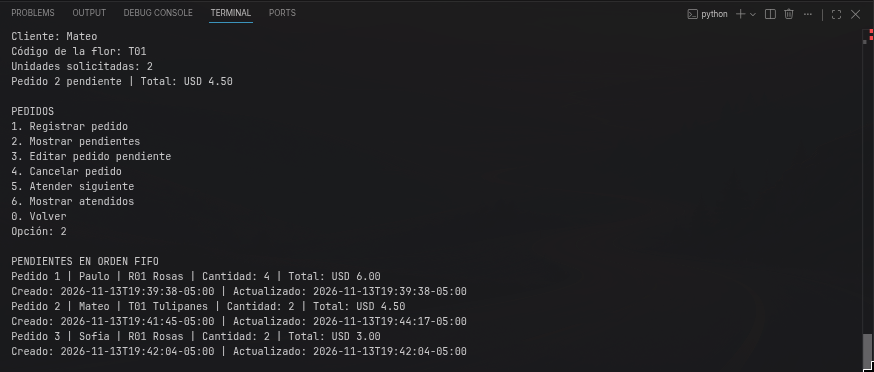 PROBLEMS OUTPUT DEBUG CONSOLE TERMINAL PORTS python
Cliente: Mateo
Código de la flor: T01
Unidades solicitadas: 2
Pedido 2 pendiente | Total: USD 4.50
PEDIDOS
1. Registrar pedido
2. Mostrar pendientes
3. Editar pedido pendiente
4. Cancelar pedido
5. Atender siguiente
6. Mostrar atendidos
0. Volver
Opción: 2
PENDIENTES EN ORDEN FIFO
Pedido 1 | Paulo | R01 Rosas | Cantidad: 4 | Total: USD 6.00
Creado: 2026-11-13T19:39:38-05:00 | Actualizado: 2026-11-13T19:39:38-05:00
Pedido 2 | Mateo | T01 Tulipanes | Cantidad: 2 | Total: USD 4.50
Creado: 2026-11-13T19:41:45-05:00 | Actualizado: 2026-11-13T19:44:17-05:00
Pedido 3 | Sofia | R01 Rosas | Cantidad: 2 | Total: USD 3.00
Creado: 2026-11-13T19:42:04-05:00 | Actualizado: 2026-11-13T19:42:04-05:00